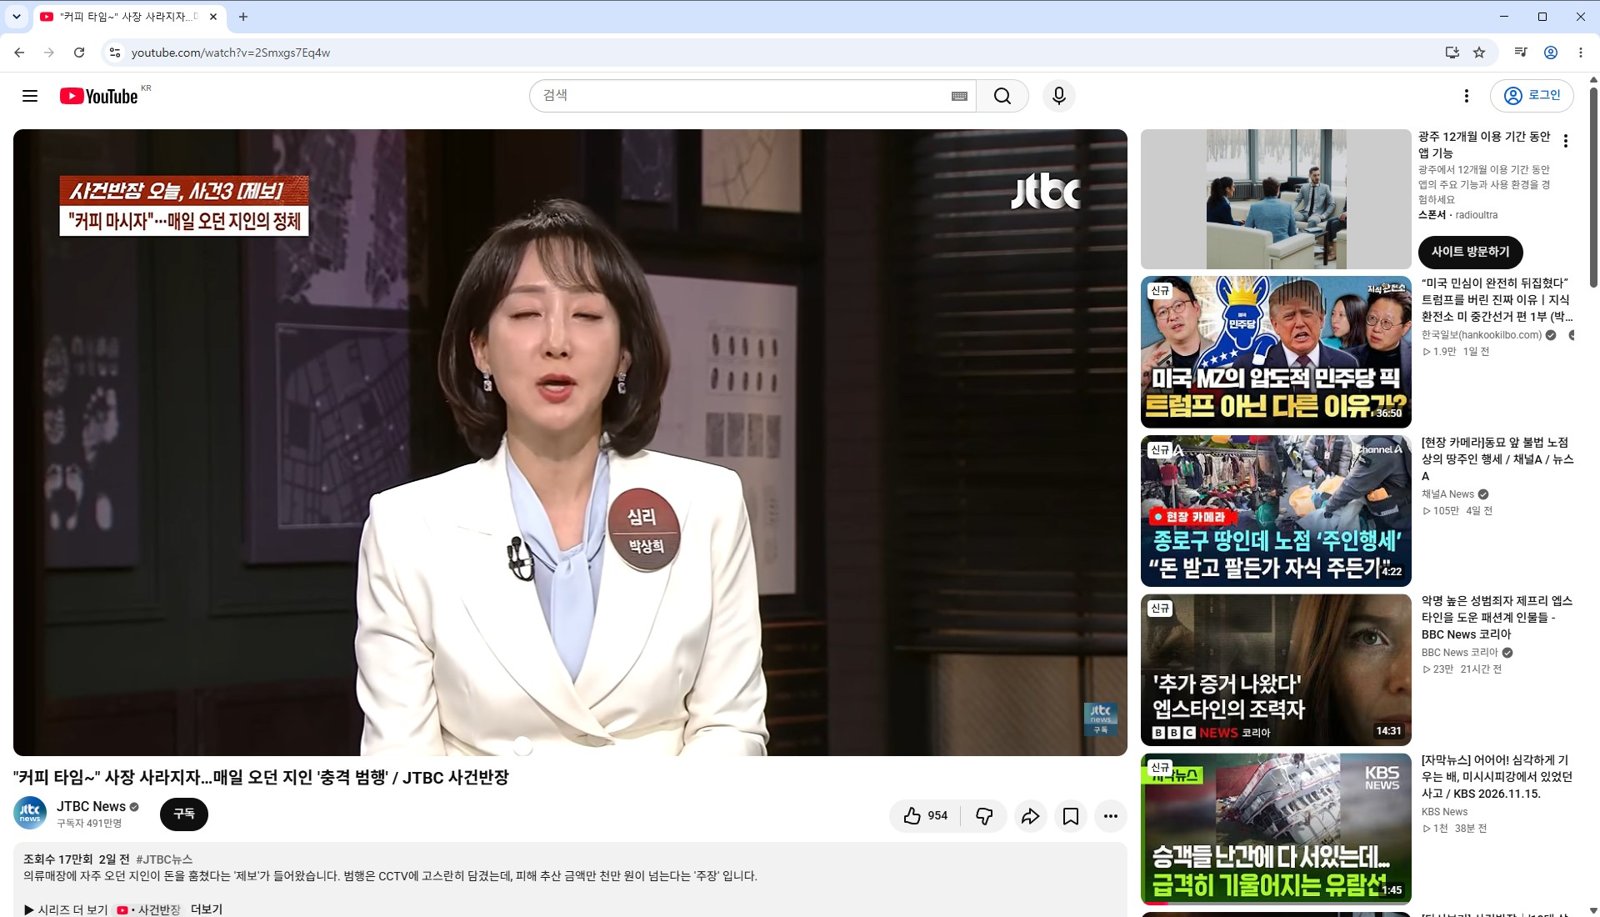 "커피 타임~" 사장 사라지자...
youtube.com/watch?v=2Smxgs7Eq4w
YouTube KR
검색
로그인
사건반장 오늘, 사건3 [제보]
"커피 마시자"…매일 오던 지인의 정체
jtbc
심리
박상희
jtbc
news
구독
"커피 타임~" 사장 사라지자...매일 오던 지인 '충격 범행' / JTBC 사건반장
jtbc
news
JTBC News
구독자 491만명
구독
954
조회수 17만회 2일 전 #JTBC뉴스
의류매장에 자주 오던 지인이 돈을 훔쳤다는 '제보'가 들어왔습니다. 범행은 CCTV에 고스란히 담겼는데, 피해 추산 금액만 천만 원이 넘는다는 '주장' 입니다.
▶ 시리즈 더 보기 • 사건반장 더보기
광주 12개월 이용 기간 동안
앱 기능
광주에서 12개월 이용 기간 동안
앱의 주요 기능과 사용 환경을 경
험하세요
스폰서 · radioultra
사이트 방문하기
신규
지식환전소
민주당
미국 MZ의 압도적 민주당 픽
트럼프 아닌 다른 이유가?
36:50
“미국 민심이 완전히 뒤집혔다”
트럼프를 버린 진짜 이유ㅣ지식
환전소 미 중간선거 편 1부 (박...
한국일보(hankookilbo.com)
1.9만 1일 전
신규
channel A
현장 카메라
종로구 땅인데 노점 ‘주인행세’
“돈 받고 팔든가 자식 주든가”
4:22
[현장 카메라]동묘 앞 불법 노점
상의 땅주인 행세 / 채널A / 뉴스
A
채널A News
105만 4일 전
신규
'추가 증거 나왔다'
엡스타인의 조력자
BBC NEWS 코리아
14:31
악명 높은 성범죄자 제프리 엡스
타인을 도운 패션계 인물들 -
BBC News 코리아
BBC News 코리아
23만 21시간 전
신규
자막뉴스
KBS
NEWS
승객들 난간에 다 서있는데...
급격히 기울어지는 유람선
1:45
[자막뉴스] 어어어! 심각하게 기
우는 배, 미시시피강에서 있었던
사고 / KBS 2026.11.15.
KBS News
1천 38분 전